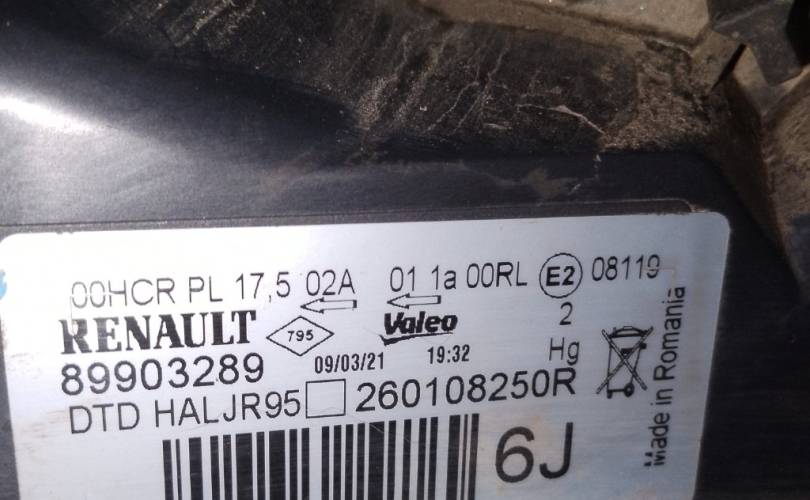 00HCR PL 17,5 02A 01 1a 00RL E2 08119
RENAULT 795 Valeo 2
89903289 09/03/21 19:32 Hg
DTD HALJR95 260108250R
6J
Made in Romania